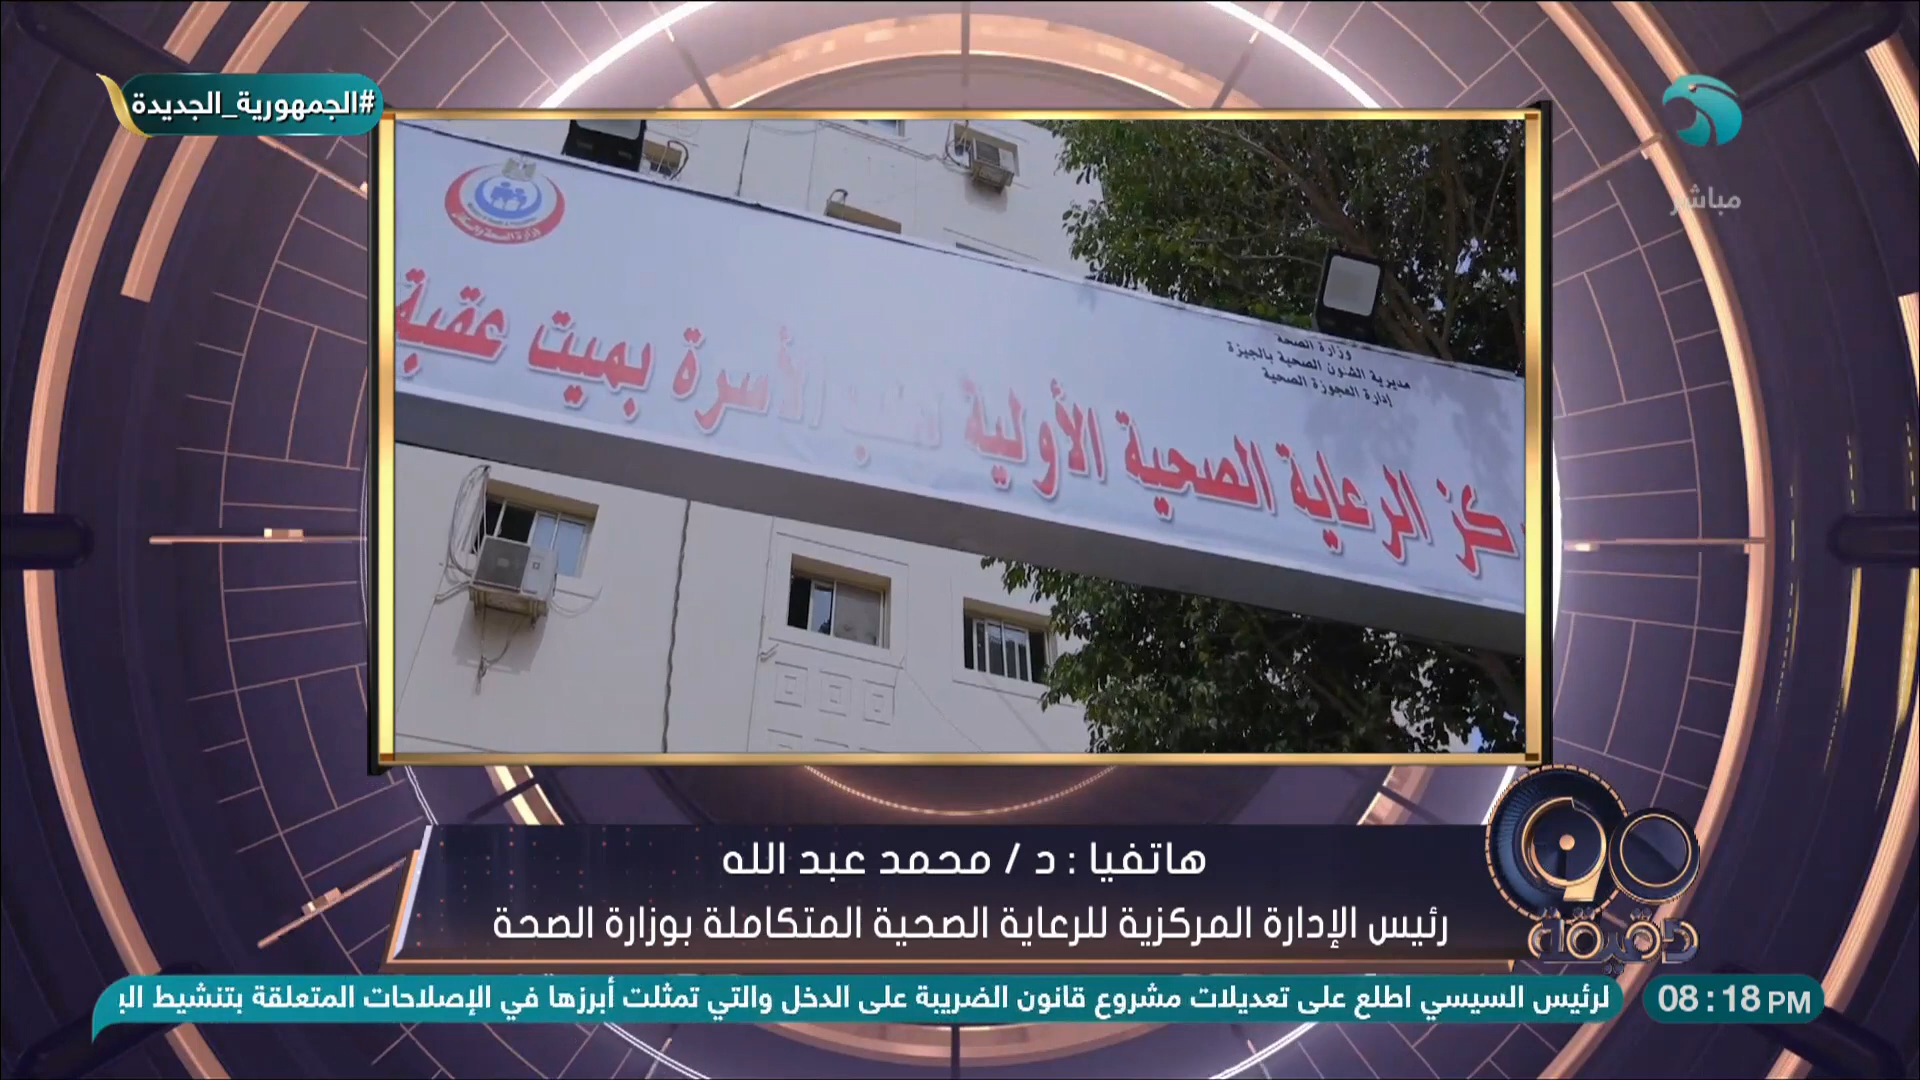 #الجمهورية_الجديدة
مباشر
وزارة الصحة
مديرية الشئون الصحية بالجيزة
إدارة العجوزة الصحية
كز الرعاية الصحية الأولية طب الأسرة بميت عقبة
هاتفيا : د / محمد عبد الله
رئيس الإدارة المركزية للرعاية الصحية المتكاملة بوزارة الصحة
90
دقيقة
لرئيس السيسي اطلع على تعديلات مشروع قانون الضريبة على الدخل والتي تمثلت أبرزها في الإصلاحات المتعلقة بتنشيط الب
08:18 PM